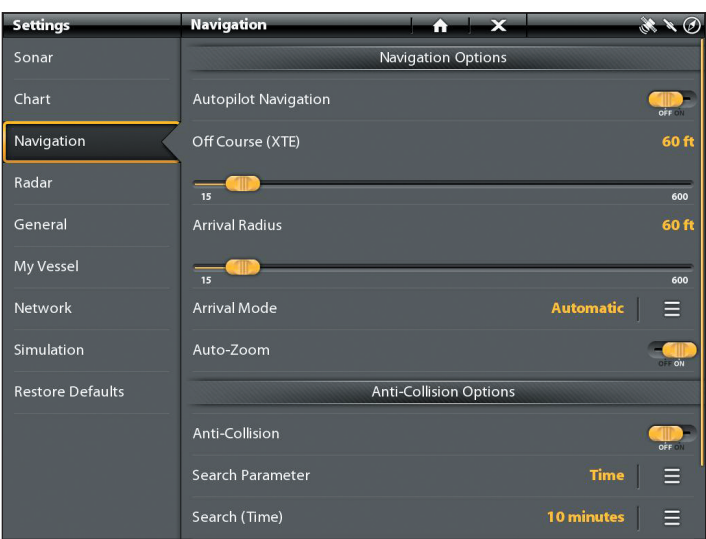 Settings
Navigation
Sonar
Chart
Navigation
Radar
General
My Vessel
Network
Simulation
Restore Defaults
Navigation Options
Autopilot Navigation
OFF ON
Off Course (XTE) 60 ft
15 600
Arrival Radius 60 ft
15 600
Arrival Mode Automatic
Auto-Zoom
OFF ON
Anti-Collision Options
Anti-Collision
OFF ON
Search Parameter Time
Search (Time) 10 minutes